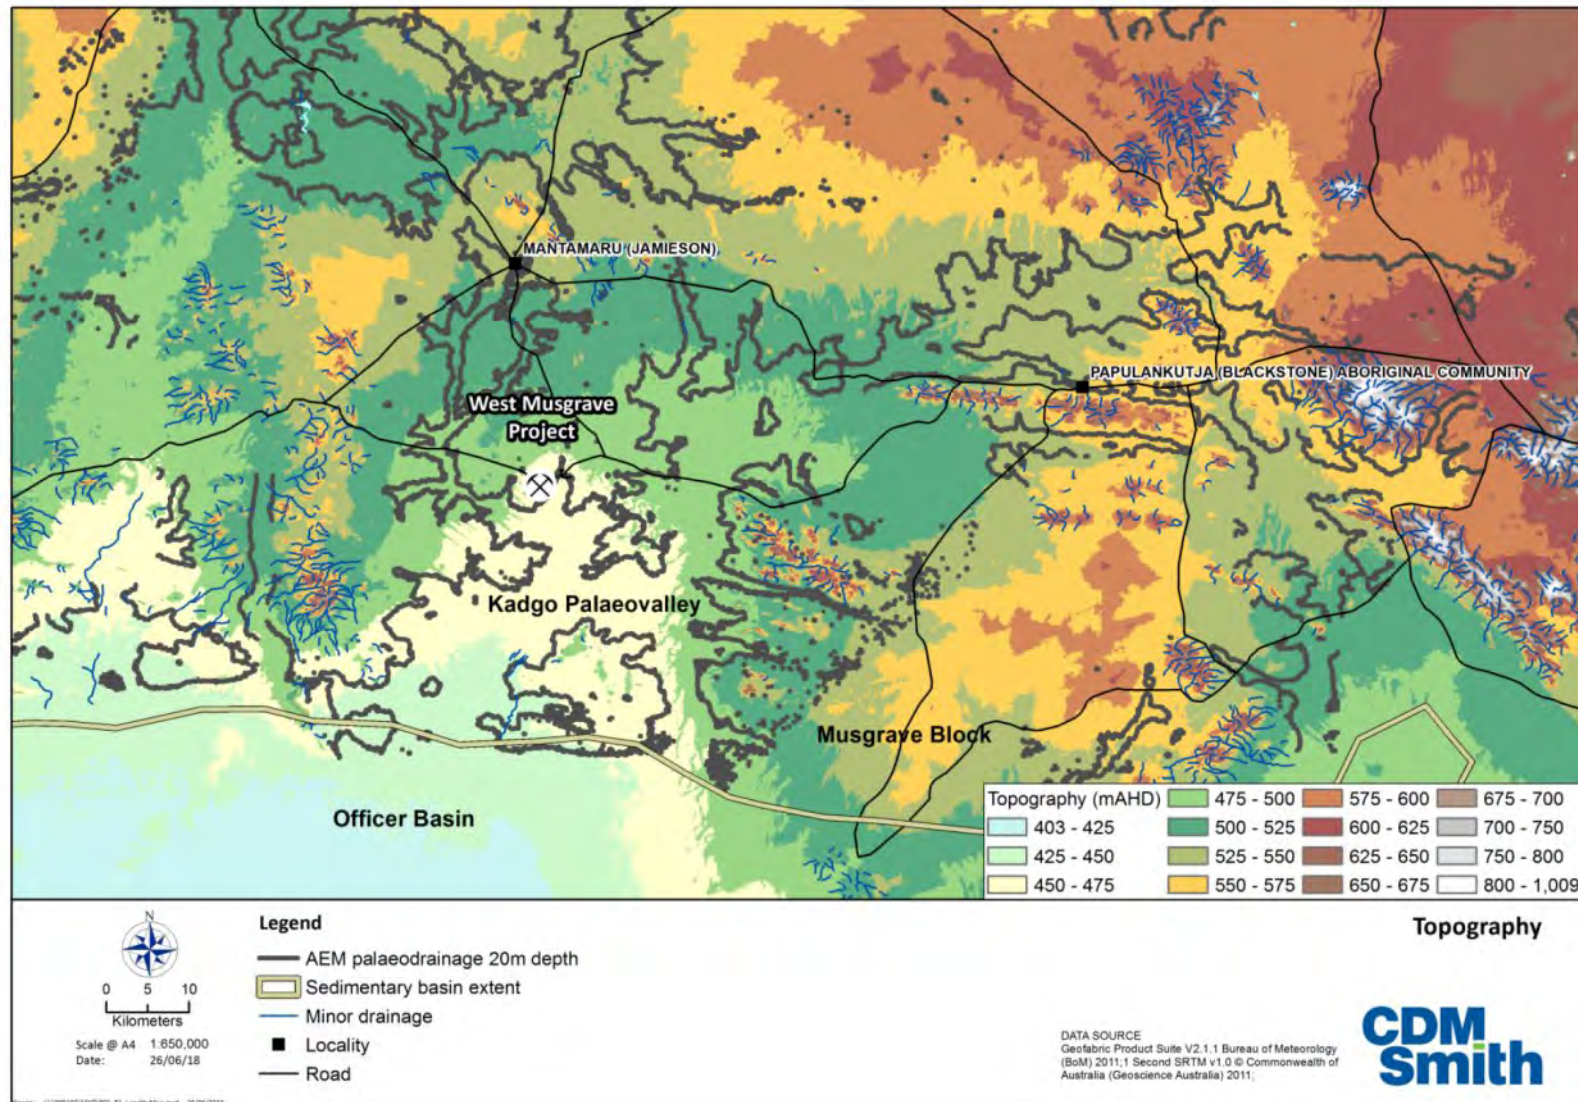 MANTAMARU (JAMIESON)
PAPULANKUTJA (BLACKSTONE) ABORIGINAL COMMUNITY
West Musgrave
Project
Kadgo Palaeovalley
Musgrave Block
Officer Basin
Topography (mAHD)
403 - 425
425 - 450
450 - 475
475 - 500
500 - 525
525 - 550
550 - 575
575 - 600
600 - 625
625 - 650
650 - 675
675 - 700
700 - 750
750 - 800
800 - 1,009
N
0 5 10
Kilometers
Scale @ A4 1:650,000
Date: 26/06/18
Legend
AEM palaeodrainage 20m depth
Sedimentary basin extent
Minor drainage
Locality
Road
Topography
DATA SOURCE
Geofabric Product Suite V2.1.1 Bureau of Meteorology
(BoM) 2011;1 Second SRTM v1.0 © Commonwealth of
Australia (Geoscience Australia) 2011;
CDM
Smith